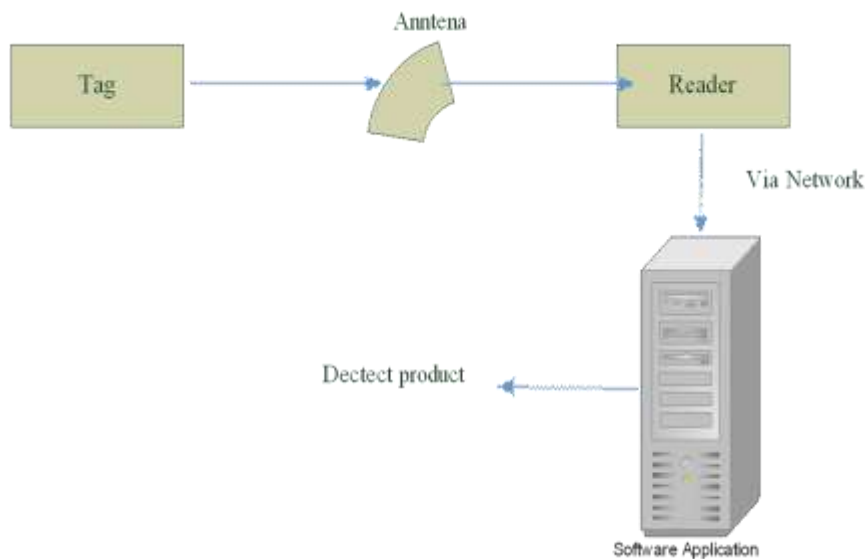 Anntena
Tag
Reader
Via Network
Dectect product
Software Application